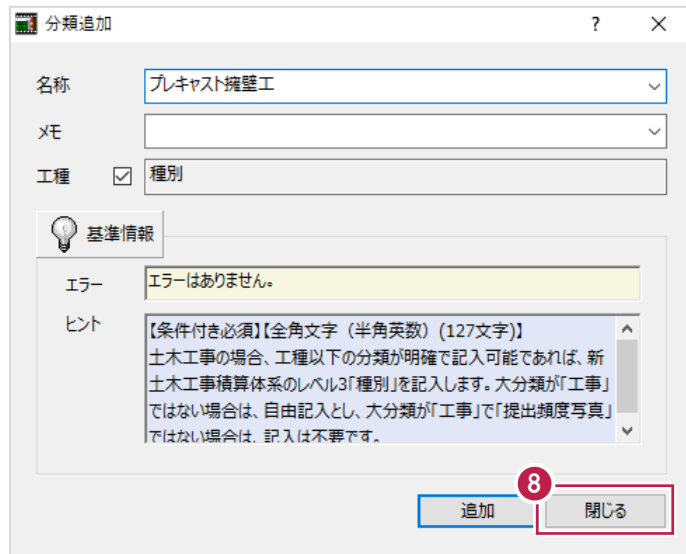 分類追加 ?
名称 プレキャスト擁壁工
メモ
工種 種別
基準情報
エラー エラーはありません。
ヒント 【条件付き必須】【全角文字（半角英数）(127文字)】
土木工事の場合、工種以下の分類が明確で記入可能であれば、新
土木工事積算体系のレベル3「種別」を記入します。大分類が「工事」
ではない場合は、自由記入とし、大分類が「工事」で「提出頻度写真」
ではない場合は、記入は不要です。
8
追加 閉じる